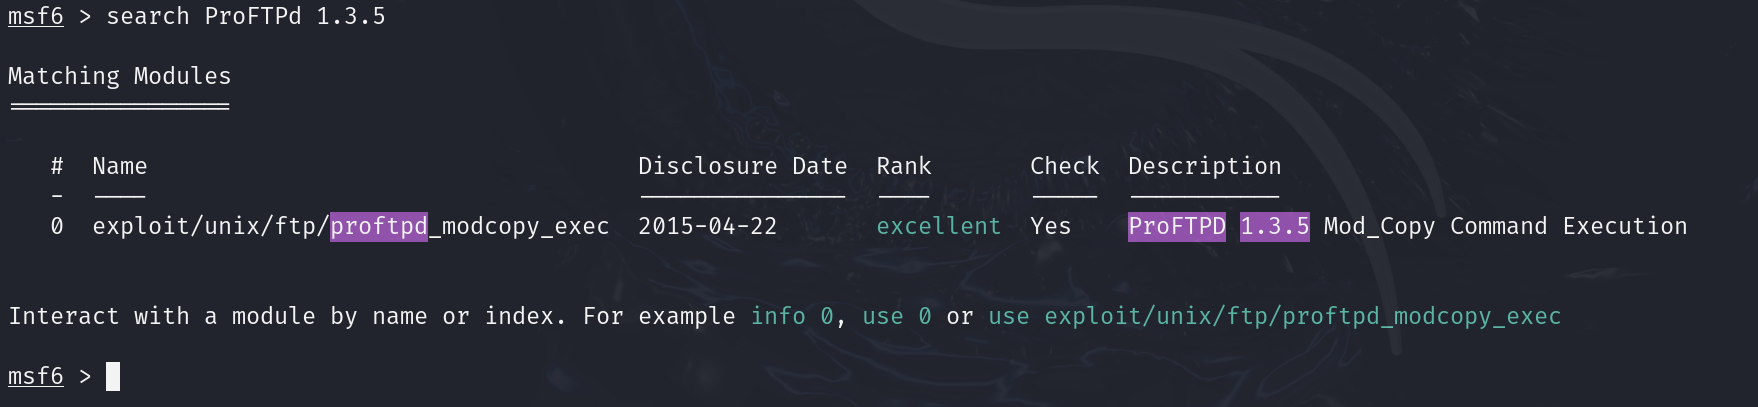 msf6 > search ProFTPd 1.3.5
Matching Modules
================
# Name Disclosure Date Rank Check Description
- ---- --------------- ---- ----- -----------
0 exploit/unix/ftp/proftpd_modcopy_exec 2015-04-22 excellent Yes ProFTPD 1.3.5 Mod_Copy Command Execution
Interact with a module by name or index. For example info 0, use 0 or use exploit/unix/ftp/proftpd_modcopy_exec
msf6 >